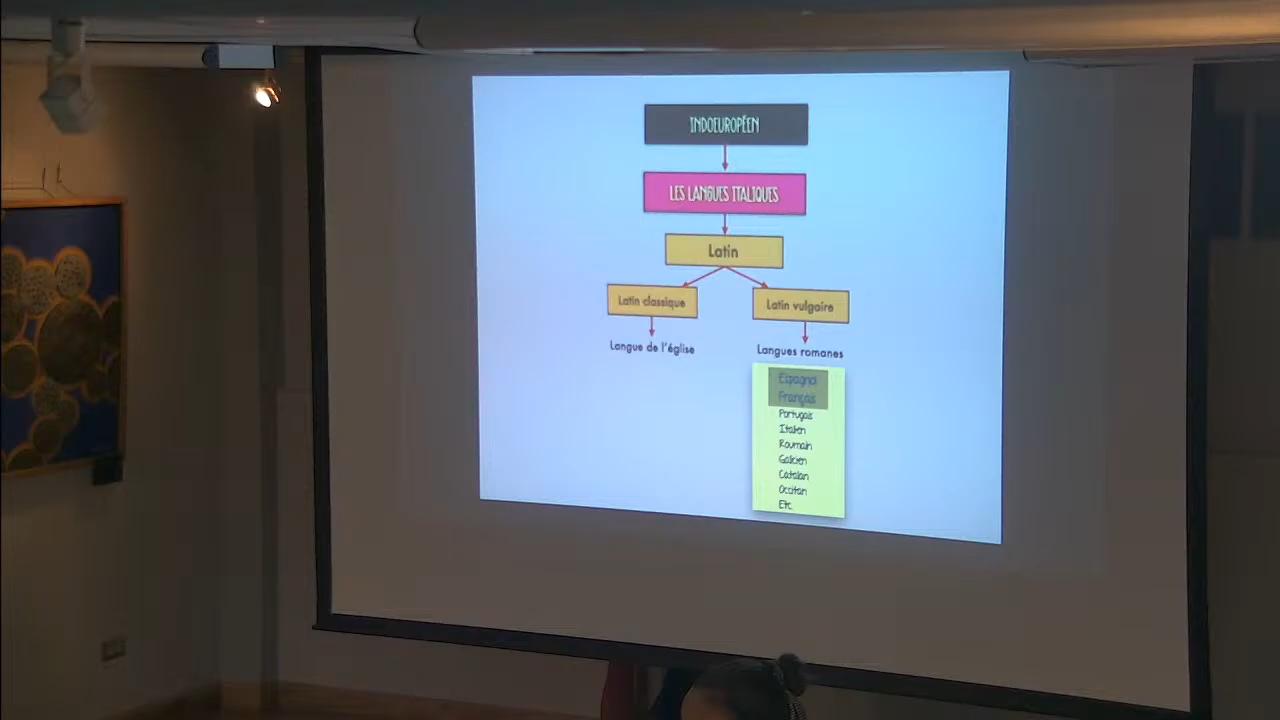 INDOEUROPÉEN
LES LANGUES ITALIQUES
Latin
Latin classique
Latin vulgaire
Langue de l'église
Langues romanes
Espagnol
Français
Portugais
Italien
Roumain
Galicien
Catalan
Occitan
Etc.